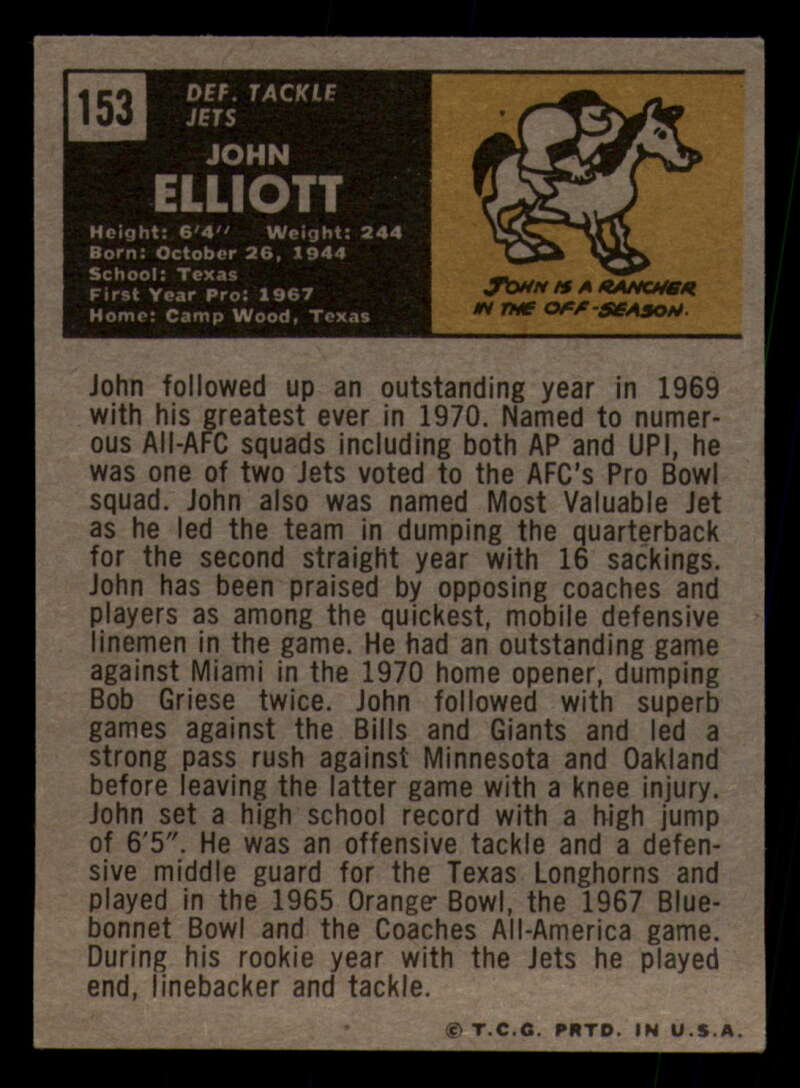 153
DEF. TACKLE
JETS
JOHN
ELLIOTT
Height: 6'4" Weight: 244
Born: October 26, 1944
School: Texas
First Year Pro: 1967
Home: Camp Wood, Texas
JOHN IS A RANCHER
IN THE OFF-SEASON.
John followed up an outstanding year in 1969
with his greatest ever in 1970. Named to numer-
ous All-AFC squads including both AP and UPI, he
was one of two Jets voted to the AFC's Pro Bowl
squad. John also was named Most Valuable Jet
as he led the team in dumping the quarterback
for the second straight year with 16 sackings.
John has been praised by opposing coaches and
players as among the quickest, mobile defensive
linemen in the game. He had an outstanding game
against Miami in the 1970 home opener, dumping
Bob Griese twice. John followed with superb
games against the Bills and Giants and led a
strong pass rush against Minnesota and Oakland
before leaving the latter game with a knee injury.
John set a high school record with a high jump
of 6'5". He was an offensive tackle and a defen-
sive middle guard for the Texas Longhorns and
played in the 1965 Orange Bowl, the 1967 Blue-
bonnet Bowl and the Coaches All-America game.
During his rookie year with the Jets he played
end, linebacker and tackle.
© T.C.G. PRTD. IN U.S.A.